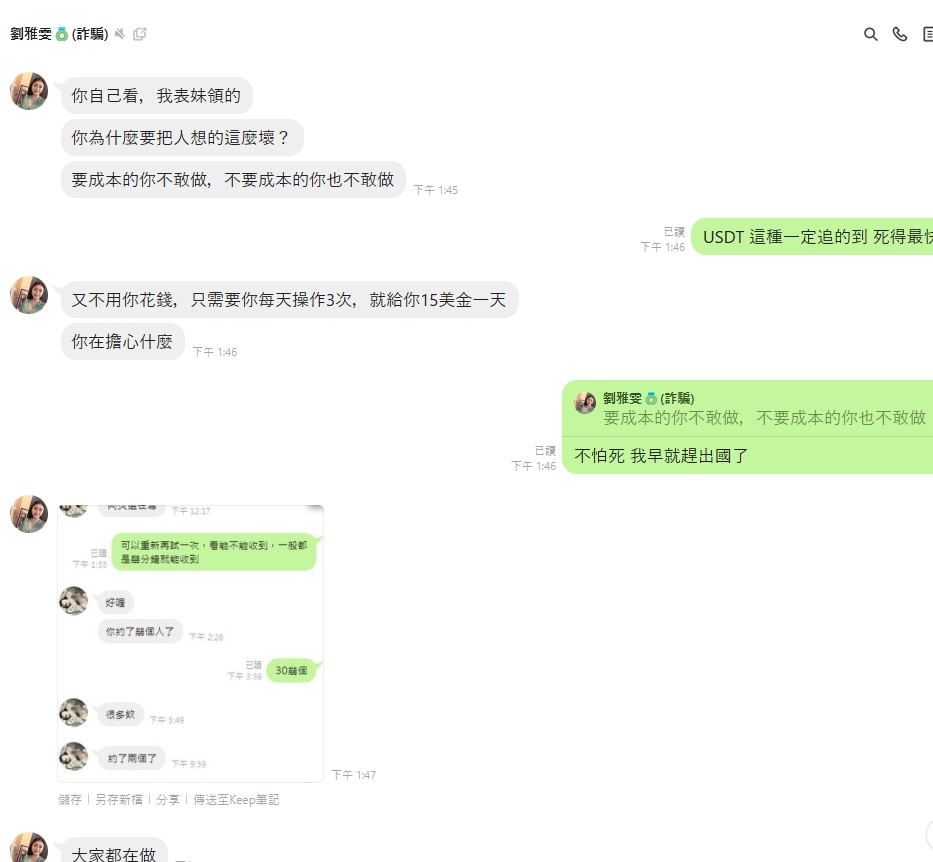 劉雅雯 (詐騙)
你自己看，我表妹領的
你為什麼要把人想的這麼壞？
要成本的你不敢做，不要成本的你也不敢做
下午 1:45
已讀
下午 1:46
USDT 這種一定追的到 死得最快
又不用你花錢，只需要你每天操作3次，就給你15美金一天
你在擔心什麼
下午 1:46
劉雅雯 (詐騙)
要成本的你不敢做，不要成本的你也不敢做
已讀
下午 1:46
不怕死 我早就趕出國了
下午 12:17
可以重新再試一次，看能不能收到，一般都
是幾分鐘就能收到
已讀
下午 1:33
好喔
你約了幾個人了
下午 2:26
已讀
下午 3:36
30幾個
很多欸
下午 3:49
約了兩個了
下午 9:39
下午 1:47
儲存｜另存新檔｜分享｜傳送至Keep筆記
大家都在做